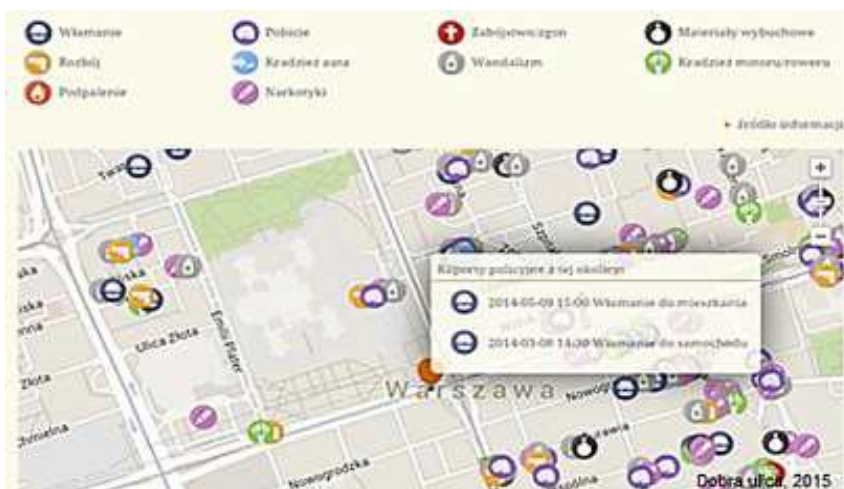 Włamanie
Pobicie
Zabójstwo/zgon
Materiały wybuchowe
Rozbój
Kradzież auta
Wandalizm
Kradzież motoru/roweru
Podpalenie
Narkotyki
źródło informacji
+
−
Raporty policyjne z tej okolicy:
2014-05-09 15:00 Włamanie do mieszkania
2014-03-08 14:30 Włamanie do samochodu
Ulica Złota
Emilii Plater
Złota
Chmielna
Warszawa
Nowogrodzka
Dobra ulica, 2015